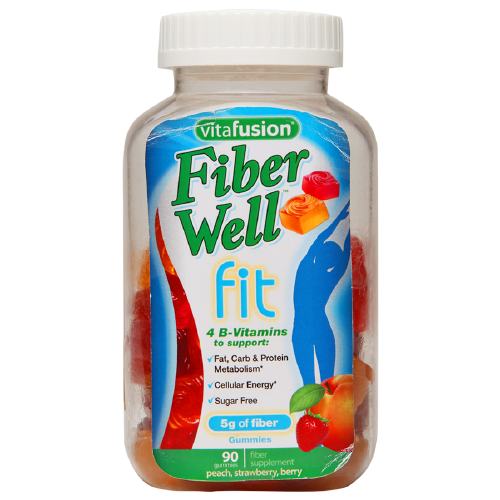 vitafusion®
Fiber
Well™
fit
4 B-Vitamins
to support:
✓Fat, Carb & Protein
Metabolism*
✓Cellular Energy*
✓Sugar Free
5g of fiber
Gummies
90 fiber
gummies supplement
peach, strawberry, berry